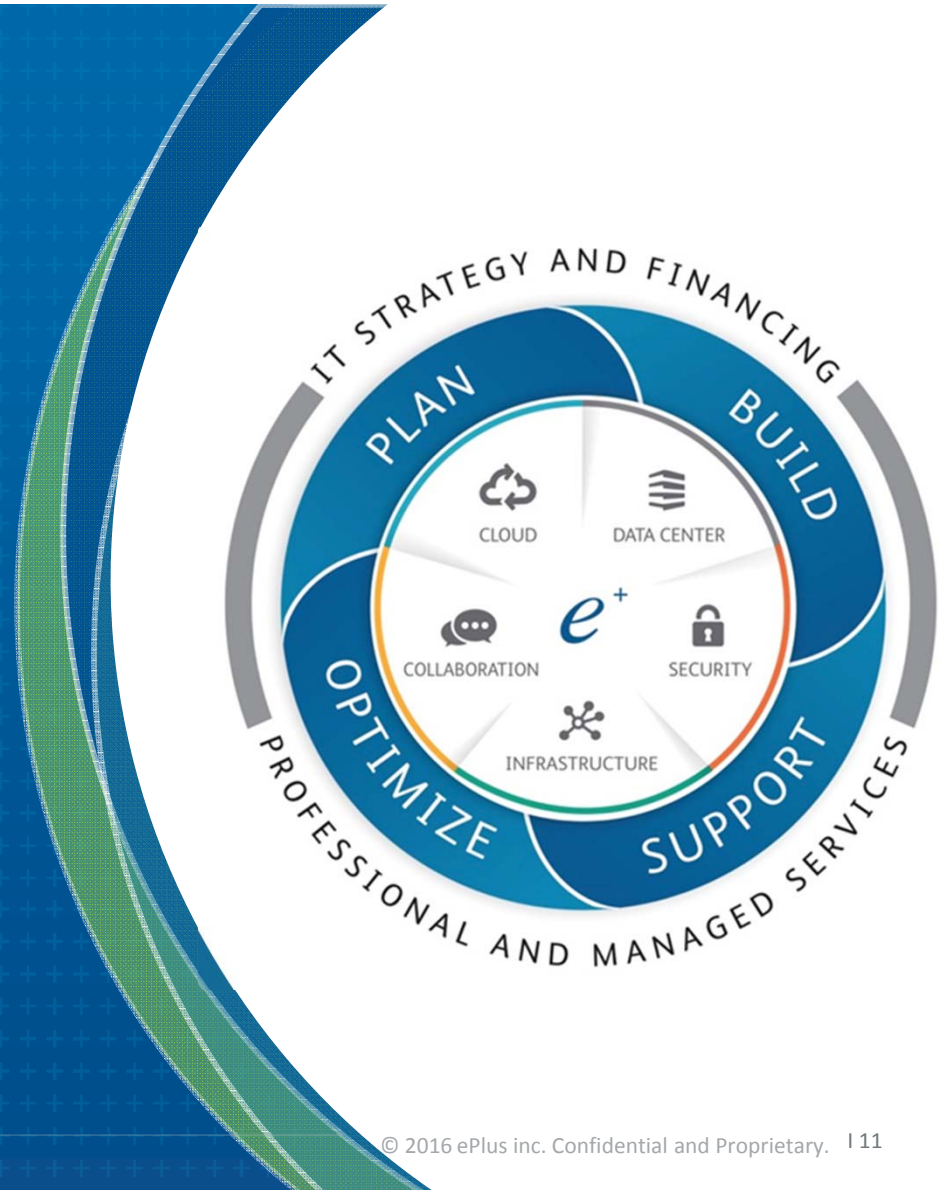 IT STRATEGY AND FINANCING
PLAN
BUILD
CLOUD
DATA CENTER
e+
COLLABORATION
SECURITY
INFRASTRUCTURE
OPTIMIZE
SUPPORT
PROFESSIONAL AND MANAGED SERVICES
© 2016 ePlus inc. Confidential and Proprietary. | 11